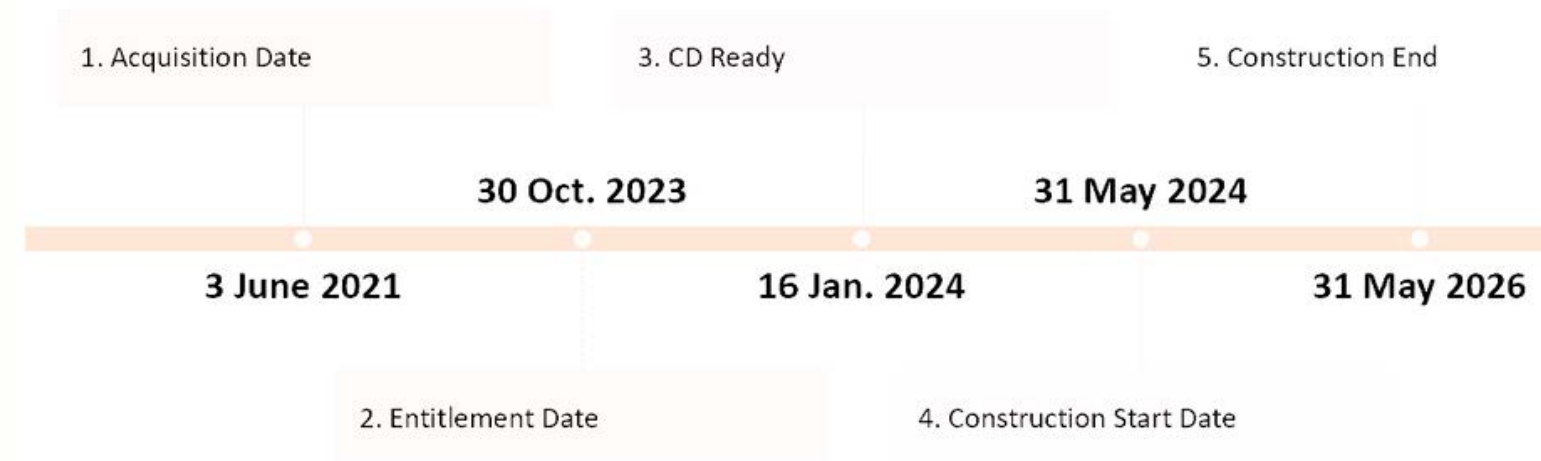 1. Acquisition Date
3. CD Ready
5. Construction End
30 Oct. 2023
31 May 2024
3 June 2021
16 Jan. 2024
31 May 2026
2. Entitlement Date
4. Construction Start Date